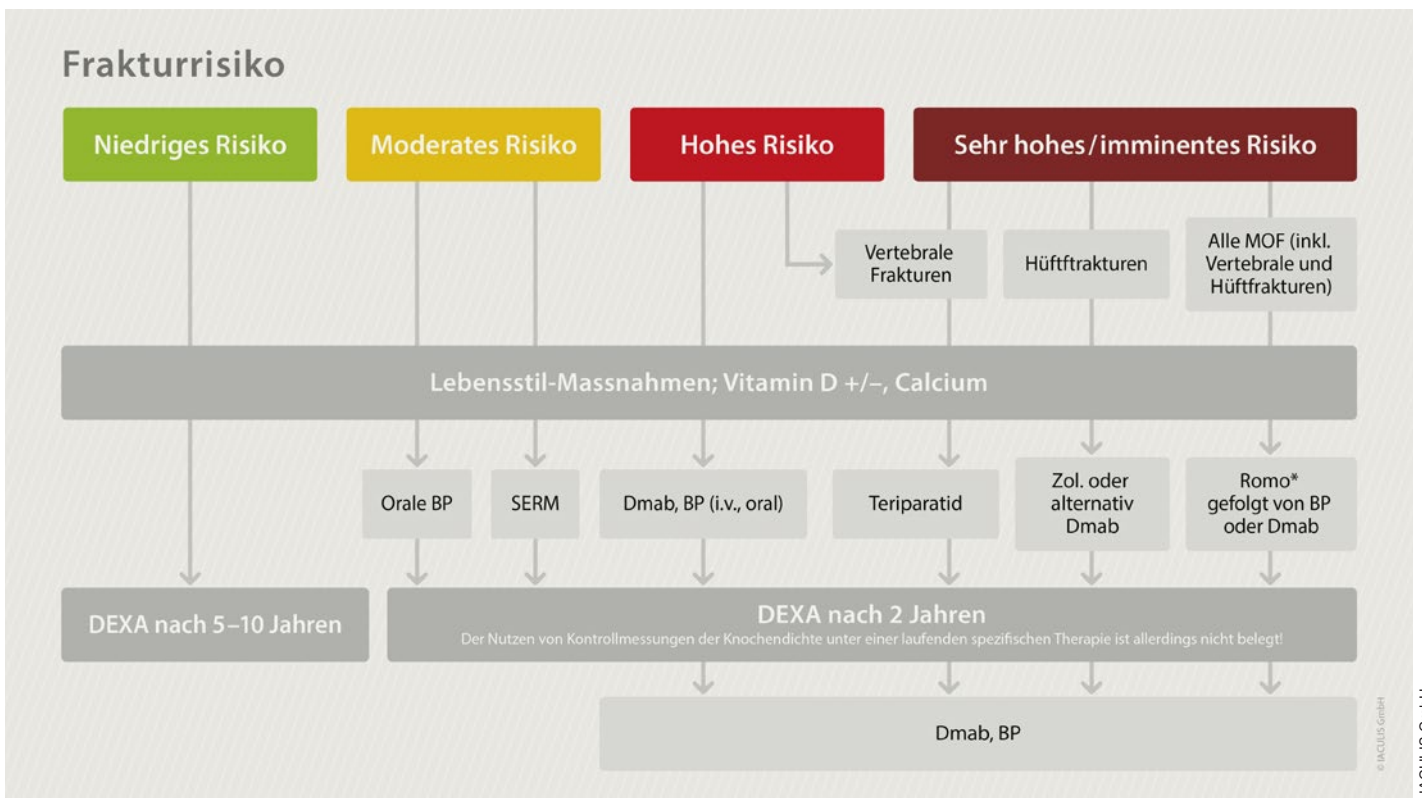 Frakturrisiko
Niedriges Risiko
Moderates Risiko
Hohes Risiko
Sehr hohes/imminentes Risiko
Vertebrale
Frakturen
Hüftftrakturen
Alle MOF (inkl.
Vertebrale und
Hüftfrakturen)
Lebensstil-Massnahmen; Vitamin D +/–, Calcium
Orale BP
SERM
Dmab, BP (i.v., oral)
Teriparatid
Zol. oder
alternativ
Dmab
Romo*
gefolgt von BP
oder Dmab
DEXA nach 5–10 Jahren
DEXA nach 2 Jahren
Der Nutzen von Kontrollmessungen der Knochendichte unter einer laufenden spezifischen Therapie ist allerdings nicht belegt!
Dmab, BP
© IACULIS GmbH
IACULIS GmbH